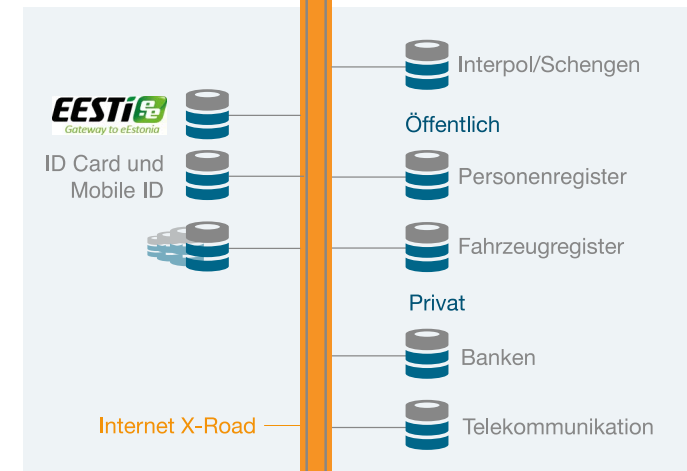 EESTi.ee
Gateway to eEstonia
ID Card und
Mobile ID
Internet X-Road
Interpol/Schengen
Öffentlich
Personenregister
Fahrzeugregister
Privat
Banken
Telekommunikation